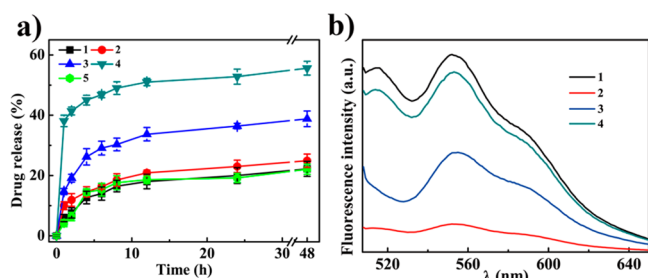 a)
Drug release (%)
60
40
20
0
1 2
3 4
5
0 10 20 30 48
Time (h)
b)
Fluorescence intensity (a.u.)
1
2
3
4
520 560 600 640
λ (nm)